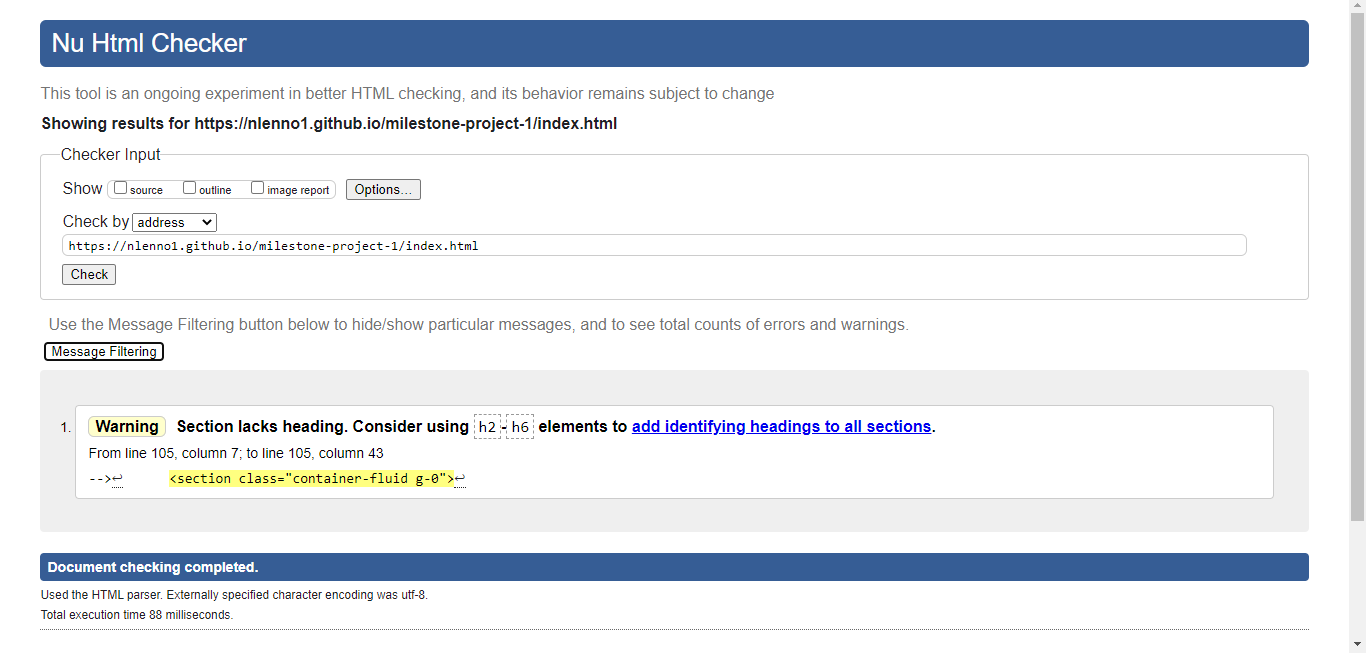 Nu Html Checker
This tool is an ongoing experiment in better HTML checking, and its behavior remains subject to change
Showing results for https://nlenno1.github.io/milestone-project-1/index.html
Checker Input
Show source outline image report Options...
Check by address
https://nlenno1.github.io/milestone-project-1/index.html
Check
Use the Message Filtering button below to hide/show particular messages, and to see total counts of errors and warnings.
Message Filtering
1. Warning Section lacks heading. Consider using h2-h6 elements to add identifying headings to all sections.
From line 105, column 7; to line 105, column 43
-->↩ <section class="container-fluid g-0">↩
Document checking completed.
Used the HTML parser. Externally specified character encoding was utf-8.
Total execution time 88 milliseconds.